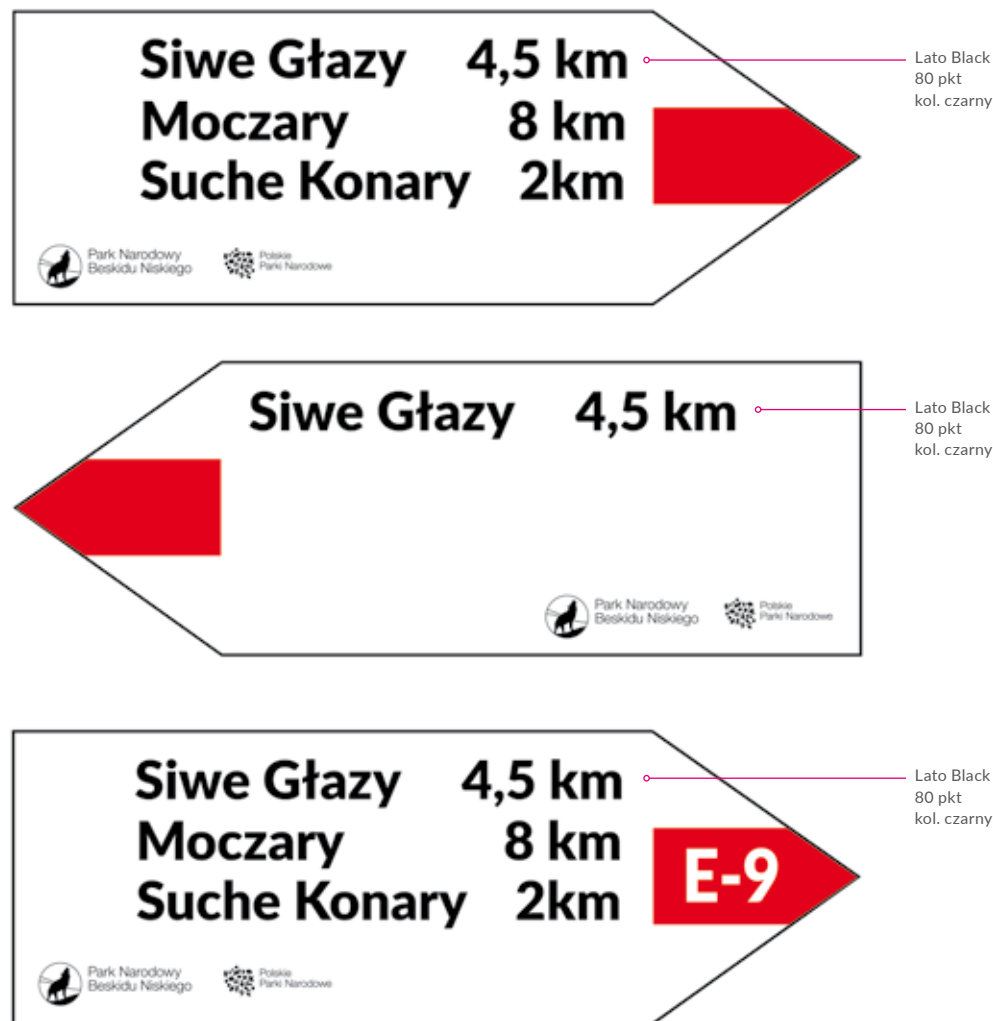 Siwe Głazy 4,5 km
Moczary 8 km
Suche Konary 2km
Park Narodowy
Beskidu Niskiego
Polskie
Parki Narodowe
Lato Black
80 pkt
kol. czarny
Siwe Głazy 4,5 km
Park Narodowy
Beskidu Niskiego
Polskie
Parki Narodowe
Lato Black
80 pkt
kol. czarny
Siwe Głazy 4,5 km
Moczary 8 km
Suche Konary 2km
E-9
Park Narodowy
Beskidu Niskiego
Polskie
Parki Narodowe
Lato Black
80 pkt
kol. czarny